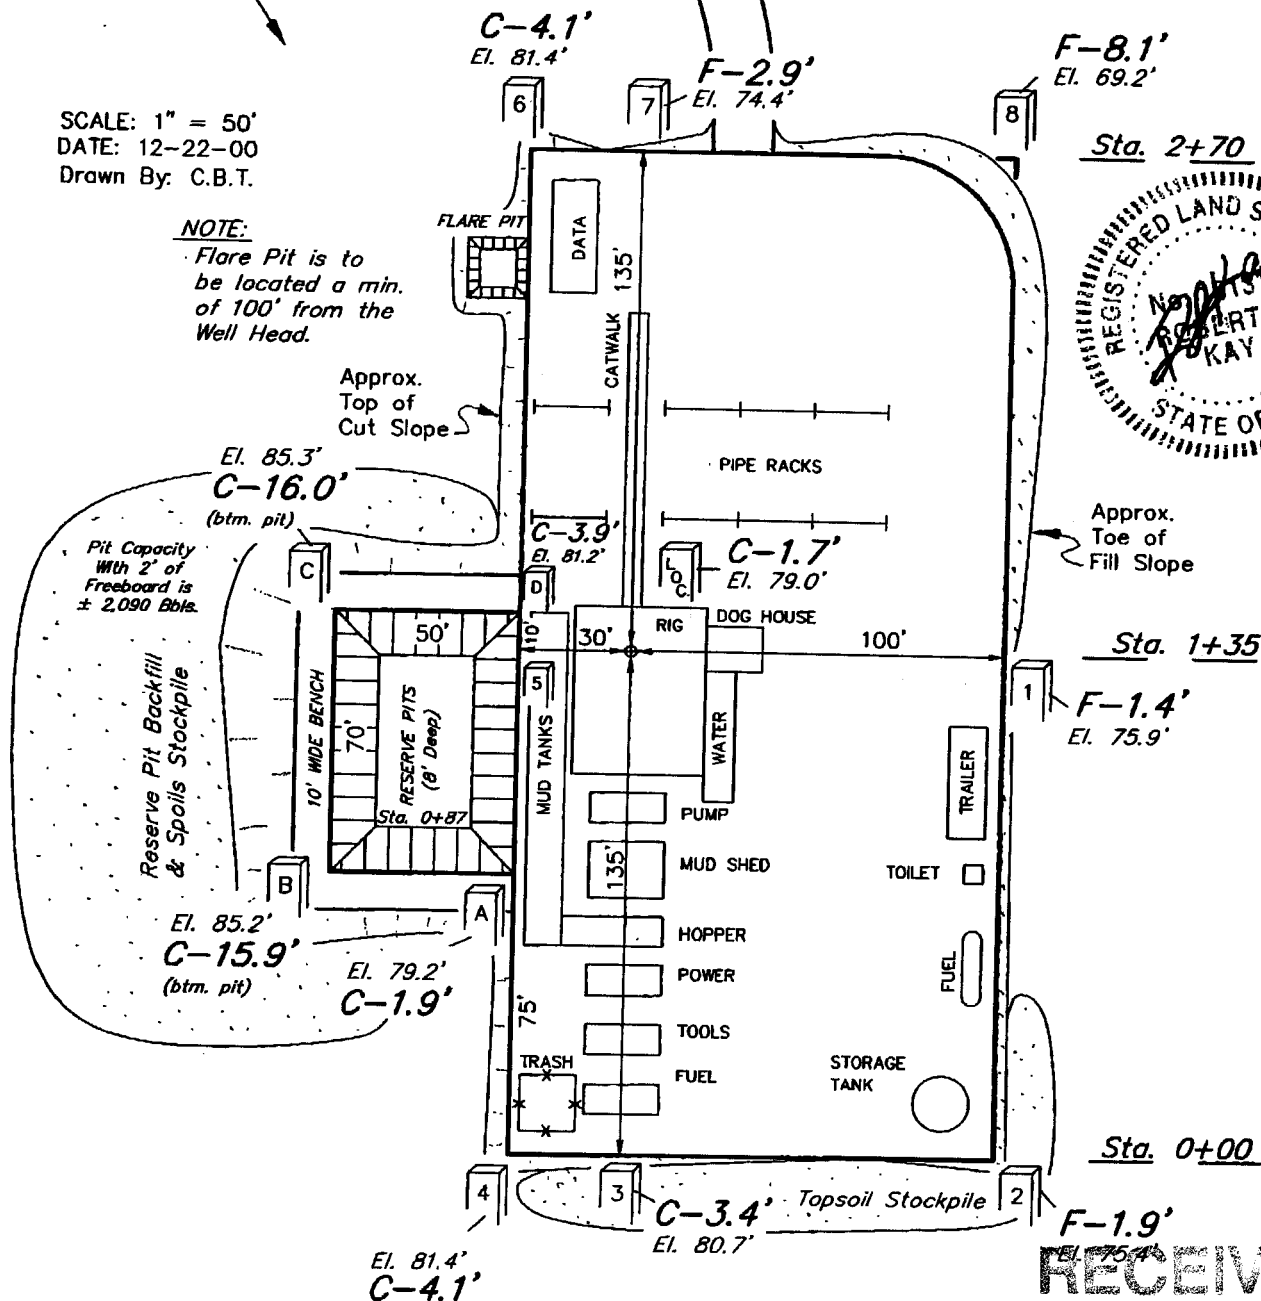 C-4.1'
El. 81.4'
F-2.9'
El. 74.4'
F-8.1'
El. 69.2'
6
7
8
SCALE: 1" = 50'
DATE: 12-22-00
Drawn By: C.B.T.
Sta. 2+70
NOTE:
Flare Pit is to
be located a min.
of 100' from the
Well Head.
FLARE PIT
DATA
135'
CATWALK
REGISTERED LAND S
No.
ROBERT
KAY
STATE OF
Approx.
Top of
Cut Slope
PIPE RACKS
El. 85.3'
C-16.0'
(btm. pit)
C-3.9'
El. 81.2'
C-1.7'
El. 79.0'
LOC.
Approx.
Toe of
Fill Slope
Pit Capacity
With 2' of
Freeboard is
± 2,090 Bbls.
C
D
RIG
DOG HOUSE
50'
10'
30'
100'
Sta. 1+35
5
1
F-1.4'
El. 75.9'
Reserve Pit Backfill
& Spoils Stockpile
10' WIDE BENCH
70'
RESERVE PITS
(8' Deep)
Sta. 0+87
MUD TANKS
WATER
TRAILER
PUMP
MUD SHED
135'
TOILET
B
A
HOPPER
El. 85.2'
C-15.9'
(btm. pit)
El. 79.2'
C-1.9'
POWER
FUEL
75'
TOOLS
TRASH
FUEL
STORAGE
TANK
Sta. 0+00
4
3
2
Topsoil Stockpile
C-3.4'
El. 80.7'
F-1.9'
El. 75.4'
El. 81.4'
C-4.1'
RECEIV